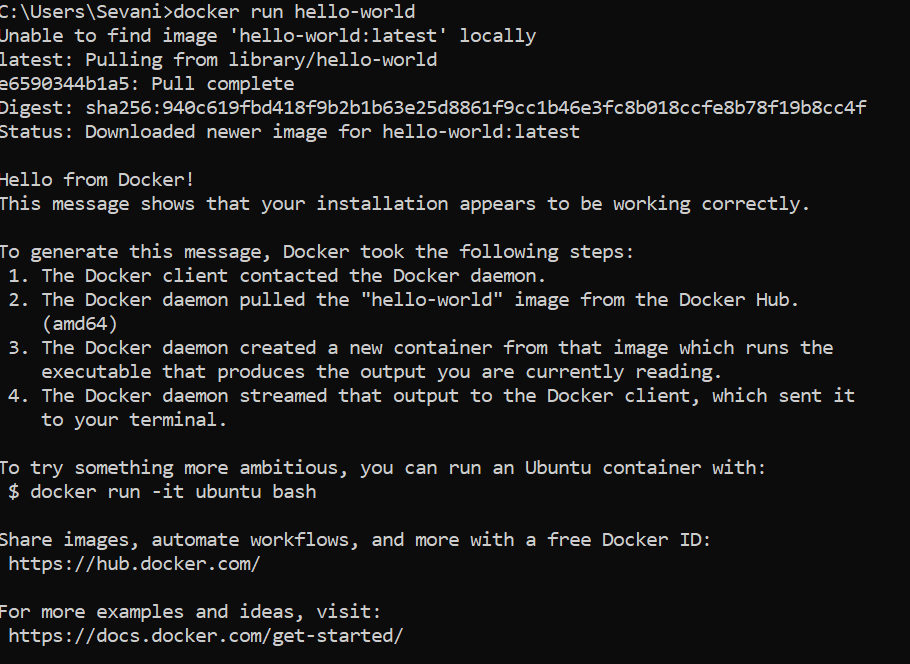 C:\Users\Sevani>docker run hello-world
Unable to find image 'hello-world:latest' locally
latest: Pulling from library/hello-world
e6590344b1a5: Pull complete
Digest: sha256:940c619fbd418f9b2b1b63e25d8861f9cc1b46e3fc8b018ccfe8b78f19b8cc4f
Status: Downloaded newer image for hello-world:latest

Hello from Docker!
This message shows that your installation appears to be working correctly.

To generate this message, Docker took the following steps:
 1. The Docker client contacted the Docker daemon.
 2. The Docker daemon pulled the "hello-world" image from the Docker Hub.
    (amd64)
 3. The Docker daemon created a new container from that image which runs the
    executable that produces the output you are currently reading.
 4. The Docker daemon streamed that output to the Docker client, which sent it
    to your terminal.

To try something more ambitious, you can run an Ubuntu container with:
 $ docker run -it ubuntu bash

Share images, automate workflows, and more with a free Docker ID:
 https://hub.docker.com/

For more examples and ideas, visit:
 https://docs.docker.com/get-started/